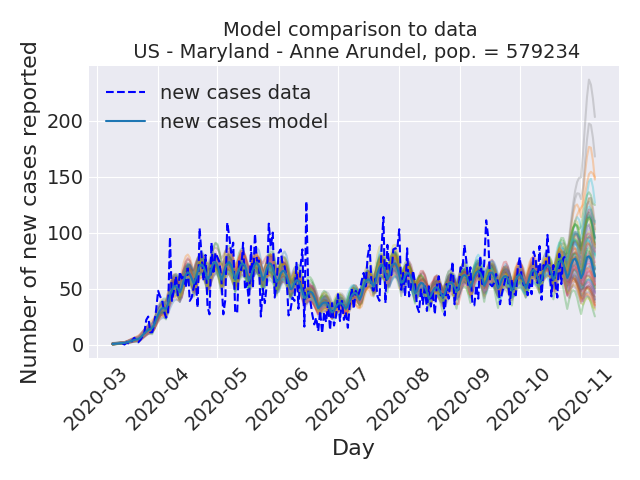 Model comparison to data
US - Maryland - Anne Arundel, pop. = 579234
Number of new cases reported
new cases data
new cases model
200
150
100
50
0
2020-03
2020-04
2020-05
2020-06
2020-07
2020-08
2020-09
2020-10
2020-11
Day